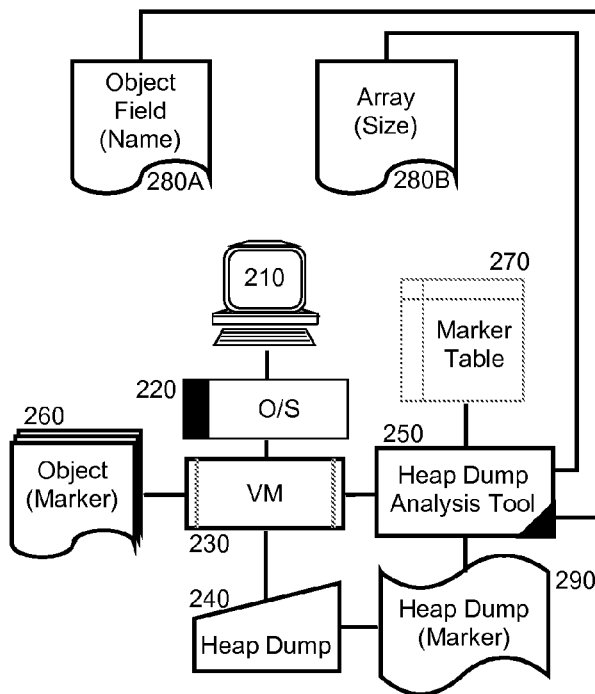 Object
Field
(Name)
280A
Array
(Size)
280B
210
270
Marker
Table
220
O/S
260
Object
(Marker)
VM
230
250
Heap Dump
Analysis Tool
240
Heap Dump
290
Heap Dump
(Marker)